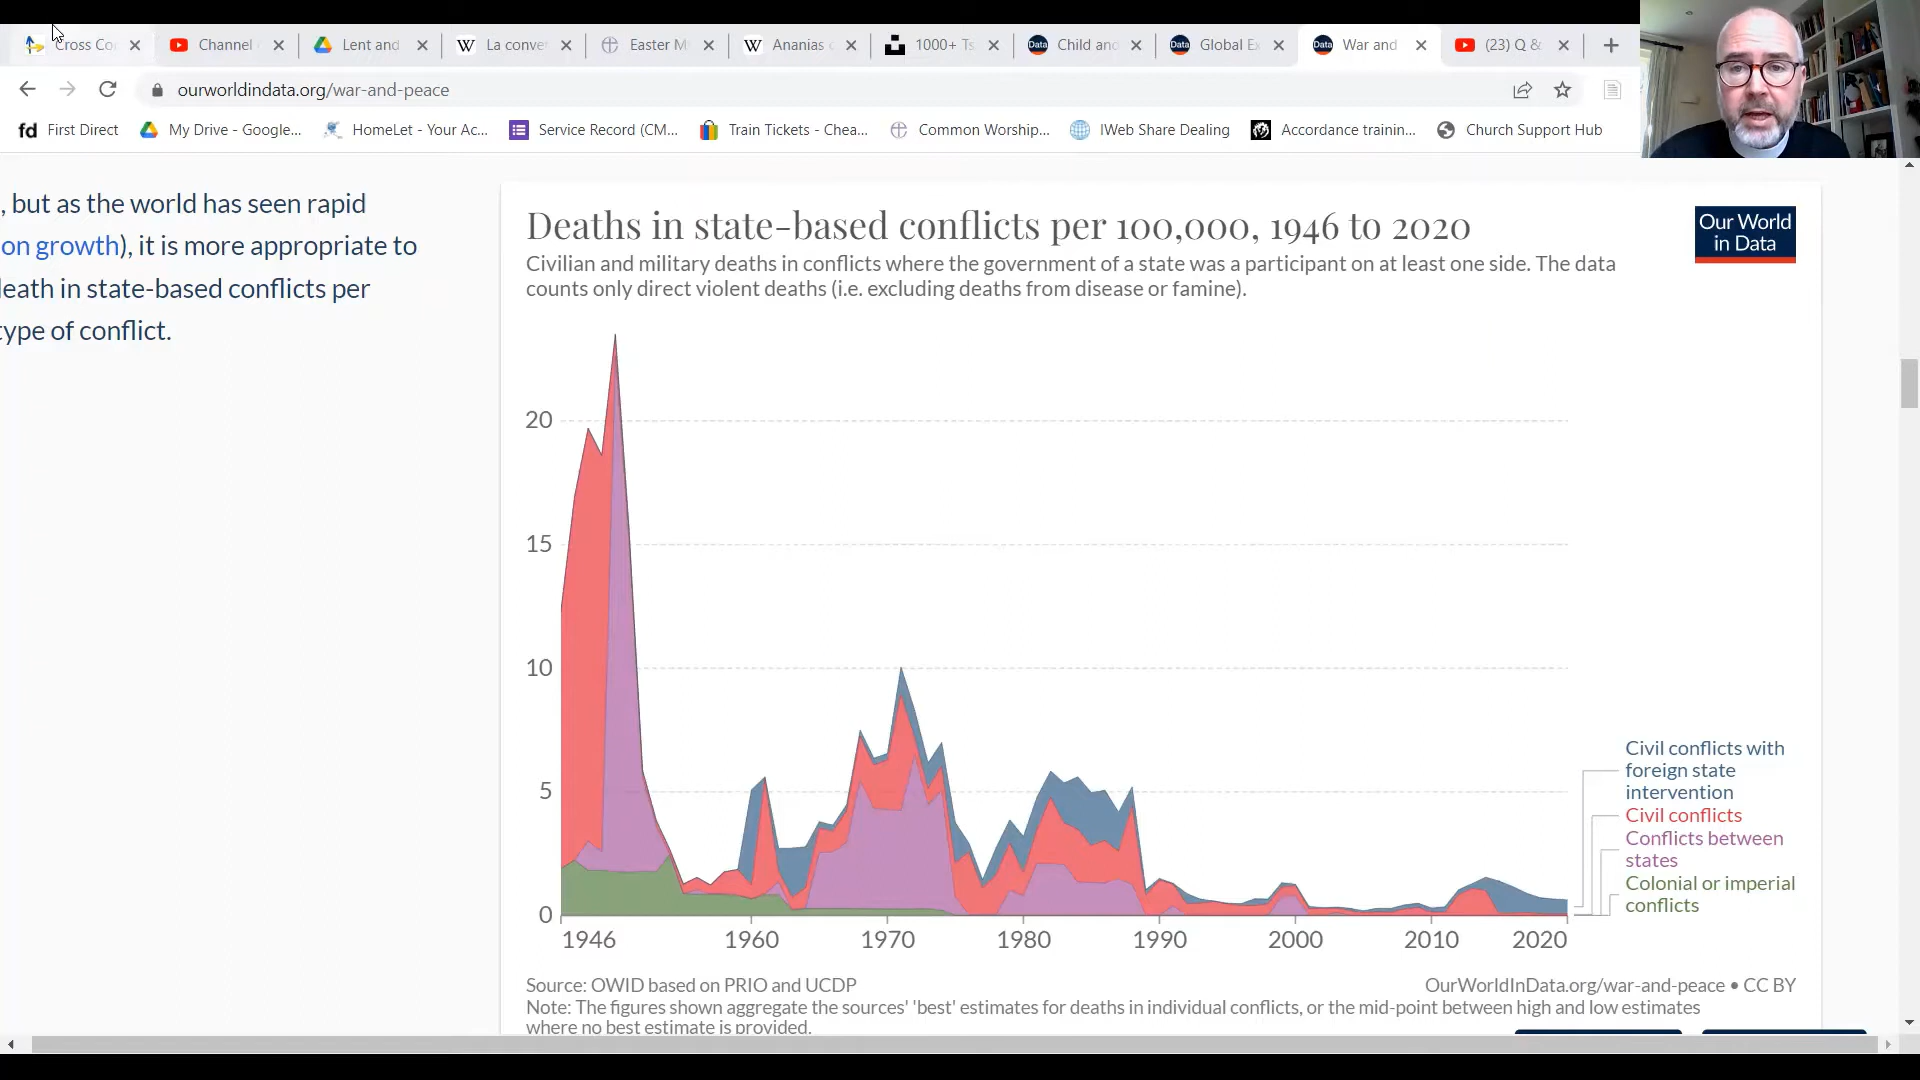 Cross Co
Channel
Lent and
La conver
Easter M
Ananias
1000+ Ts
Child and
Global Ex
War and
(23) Q &
ourworldindata.org/war-and-peace
fd First Direct
My Drive - Google...
HomeLet - Your Ac...
Service Record (CM...
Train Tickets - Chea...
Common Worship,...
IWeb Share Dealing
Accordance trainin...
Church Support Hub
, but as the world has seen rapid
on growth), it is more appropriate to
death in state-based conflicts per
type of conflict.
Deaths in state-based conflicts per 100,000, 1946 to 2020
Our World
in Data
Civilian and military deaths in conflicts where the government of a state was a participant on at least one side. The data
counts only direct violent deaths (i.e. excluding deaths from disease or famine).
20
15
10
5
0
1946 1960 1970 1980 1990 2000 2010 2020
Civil conflicts with
foreign state
intervention
Civil conflicts
Conflicts between
states
Colonial or imperial
conflicts
Source: OWID based on PRIO and UCDP
OurWorldInData.org/war-and-peace • CC BY
Note: The figures shown aggregate the sources' 'best' estimates for deaths in individual conflicts, or the mid-point between high and low estimates
where no best estimate is provided.